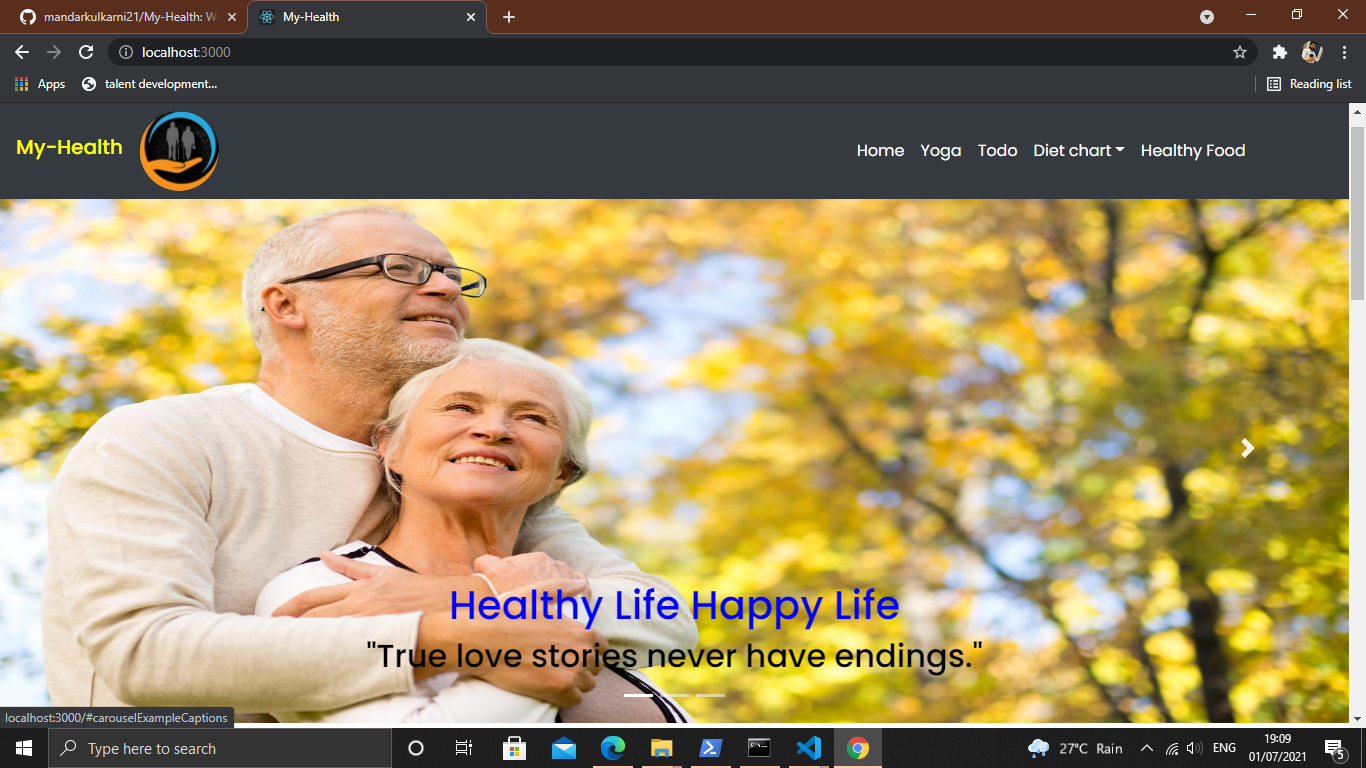 mandarkulkarni21/My-Health: W
My-Health
localhost:3000
Apps
talent development...
Reading list
My-Health
Home
Yoga
Todo
Diet chart
Healthy Food
Healthy Life Happy Life
"True love stories never have endings."
localhost:3000/#carouselExampleCaptions
Type here to search
27°C Rain
ENG
19:09
01/07/2021
5